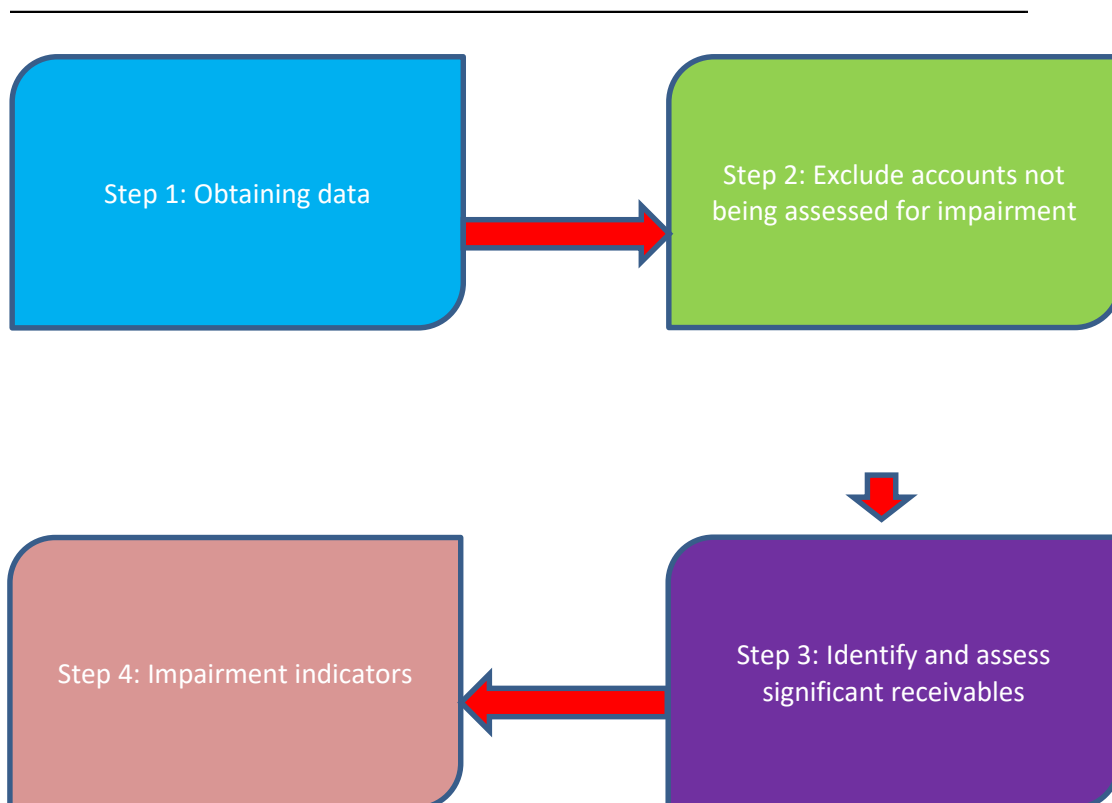 Step 1: Obtaining data
Step 2: Exclude accounts not
being assessed for impairment
Step 3: Identify and assess
significant receivables
Step 4: Impairment indicators